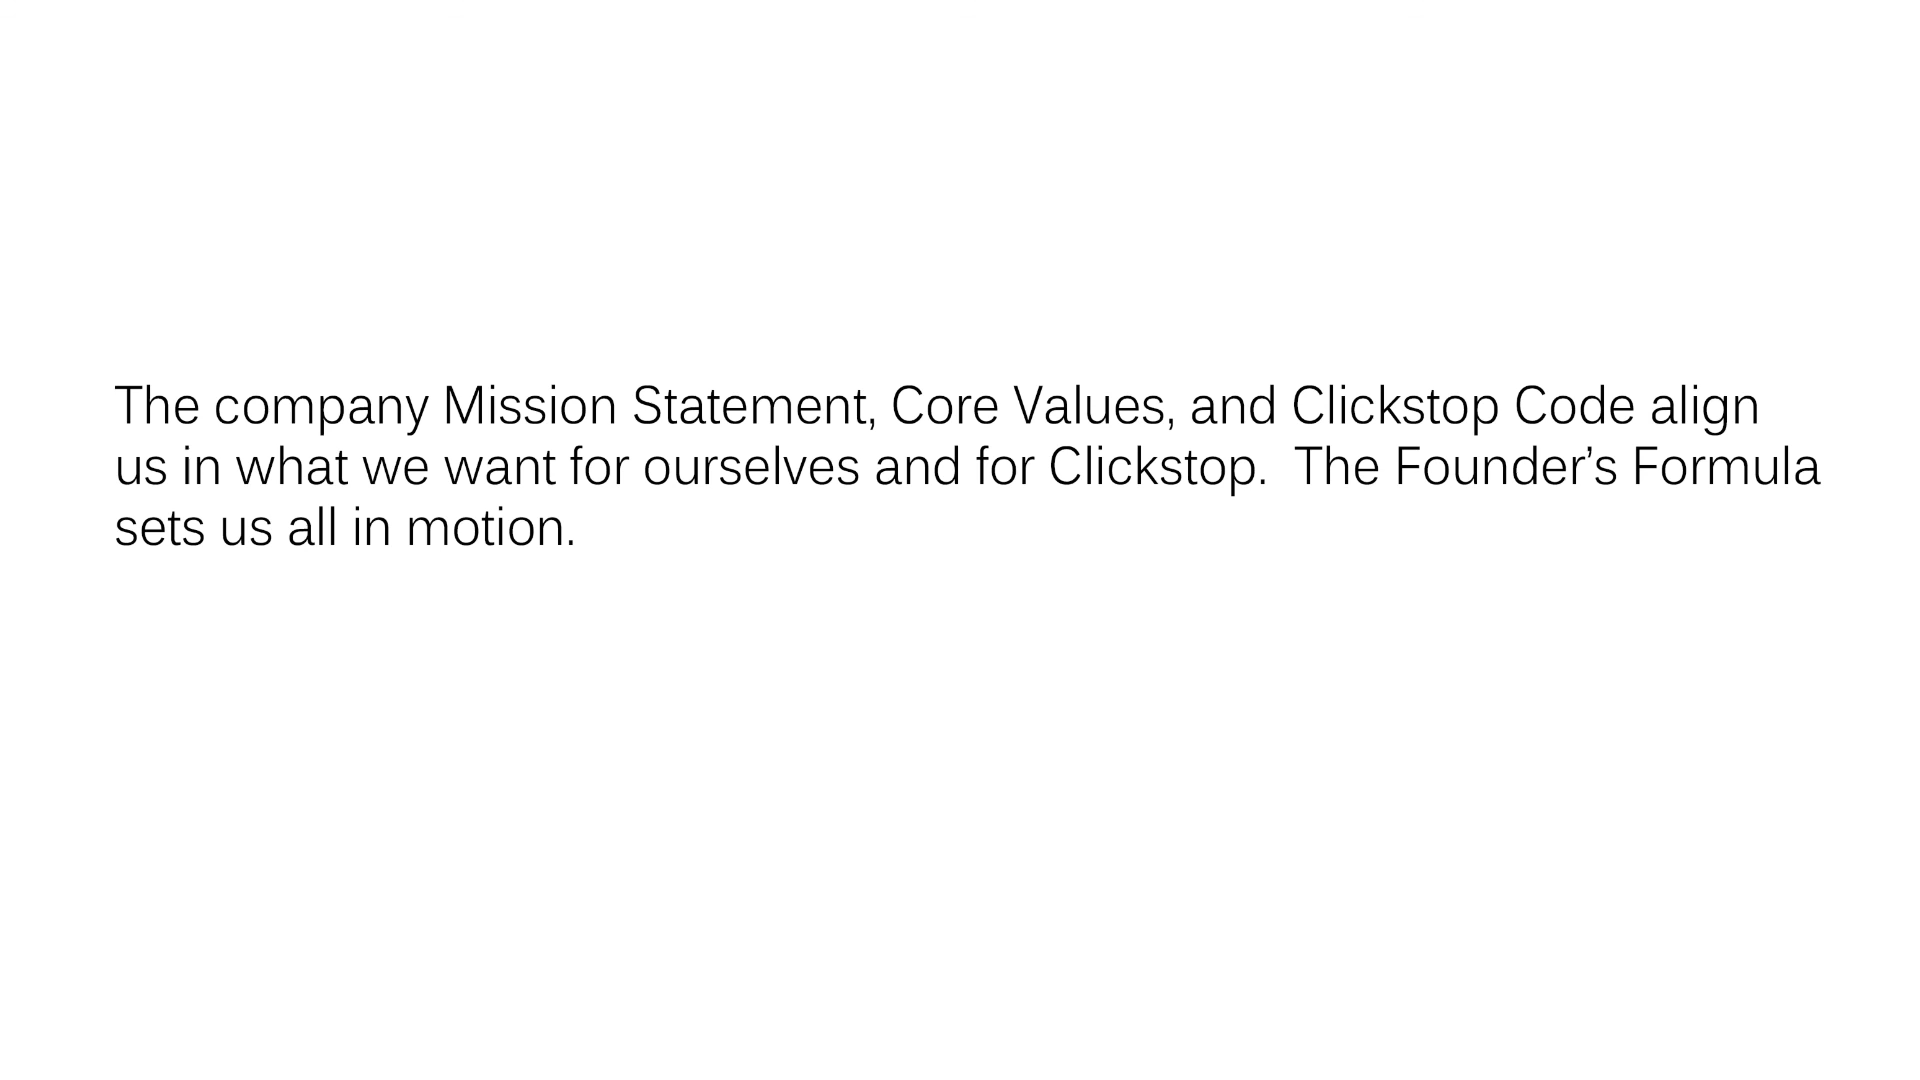 The company Mission Statement, Core Values, and Clickstop Code align
us in what we want for ourselves and for Clickstop.  The Founder’s Formula
sets us all in motion.